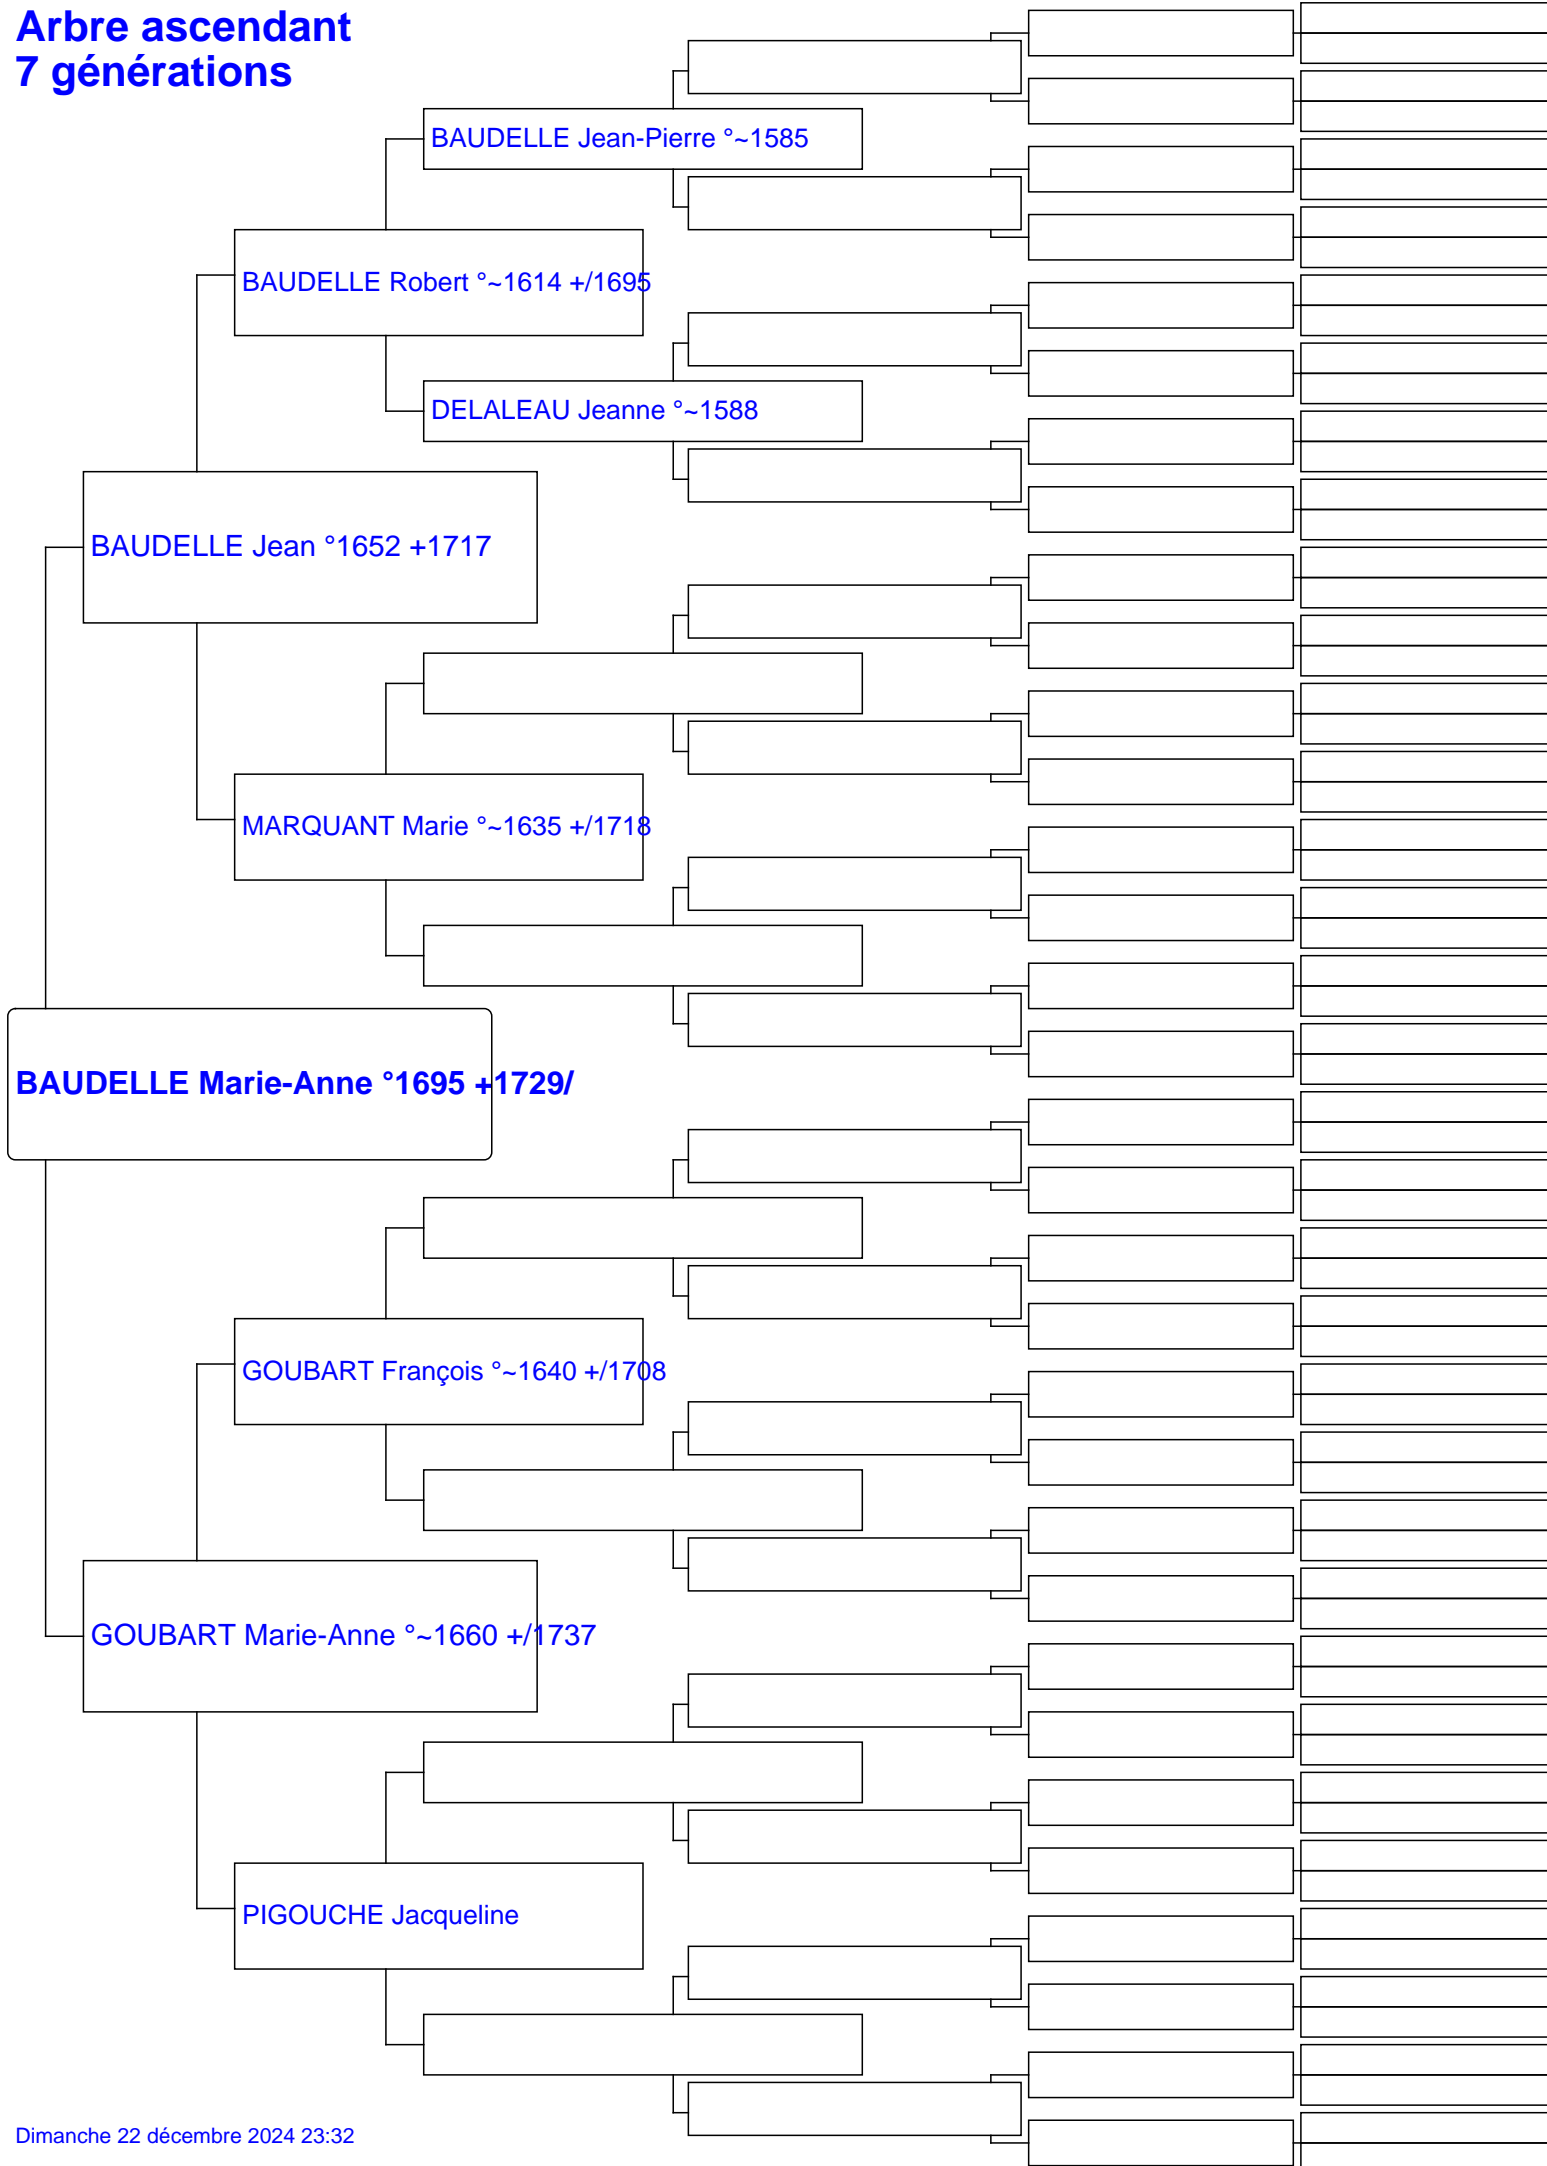 Arbre ascendant
7 générations
BAUDELLE Jean-Pierre °~1585
BAUDELLE Robert °~1614 +/1695
DELALEAU Jeanne °~1588
BAUDELLE Jean °1652 +1717
MARQUANT Marie °~1635 +/1718
BAUDELLE Marie-Anne °1695 +1729/
GOUBART François °~1640 +/1708
GOUBART Marie-Anne °~1660 +/1737
PIGOUCHE Jacqueline
Dimanche 22 décembre 2024 23:32